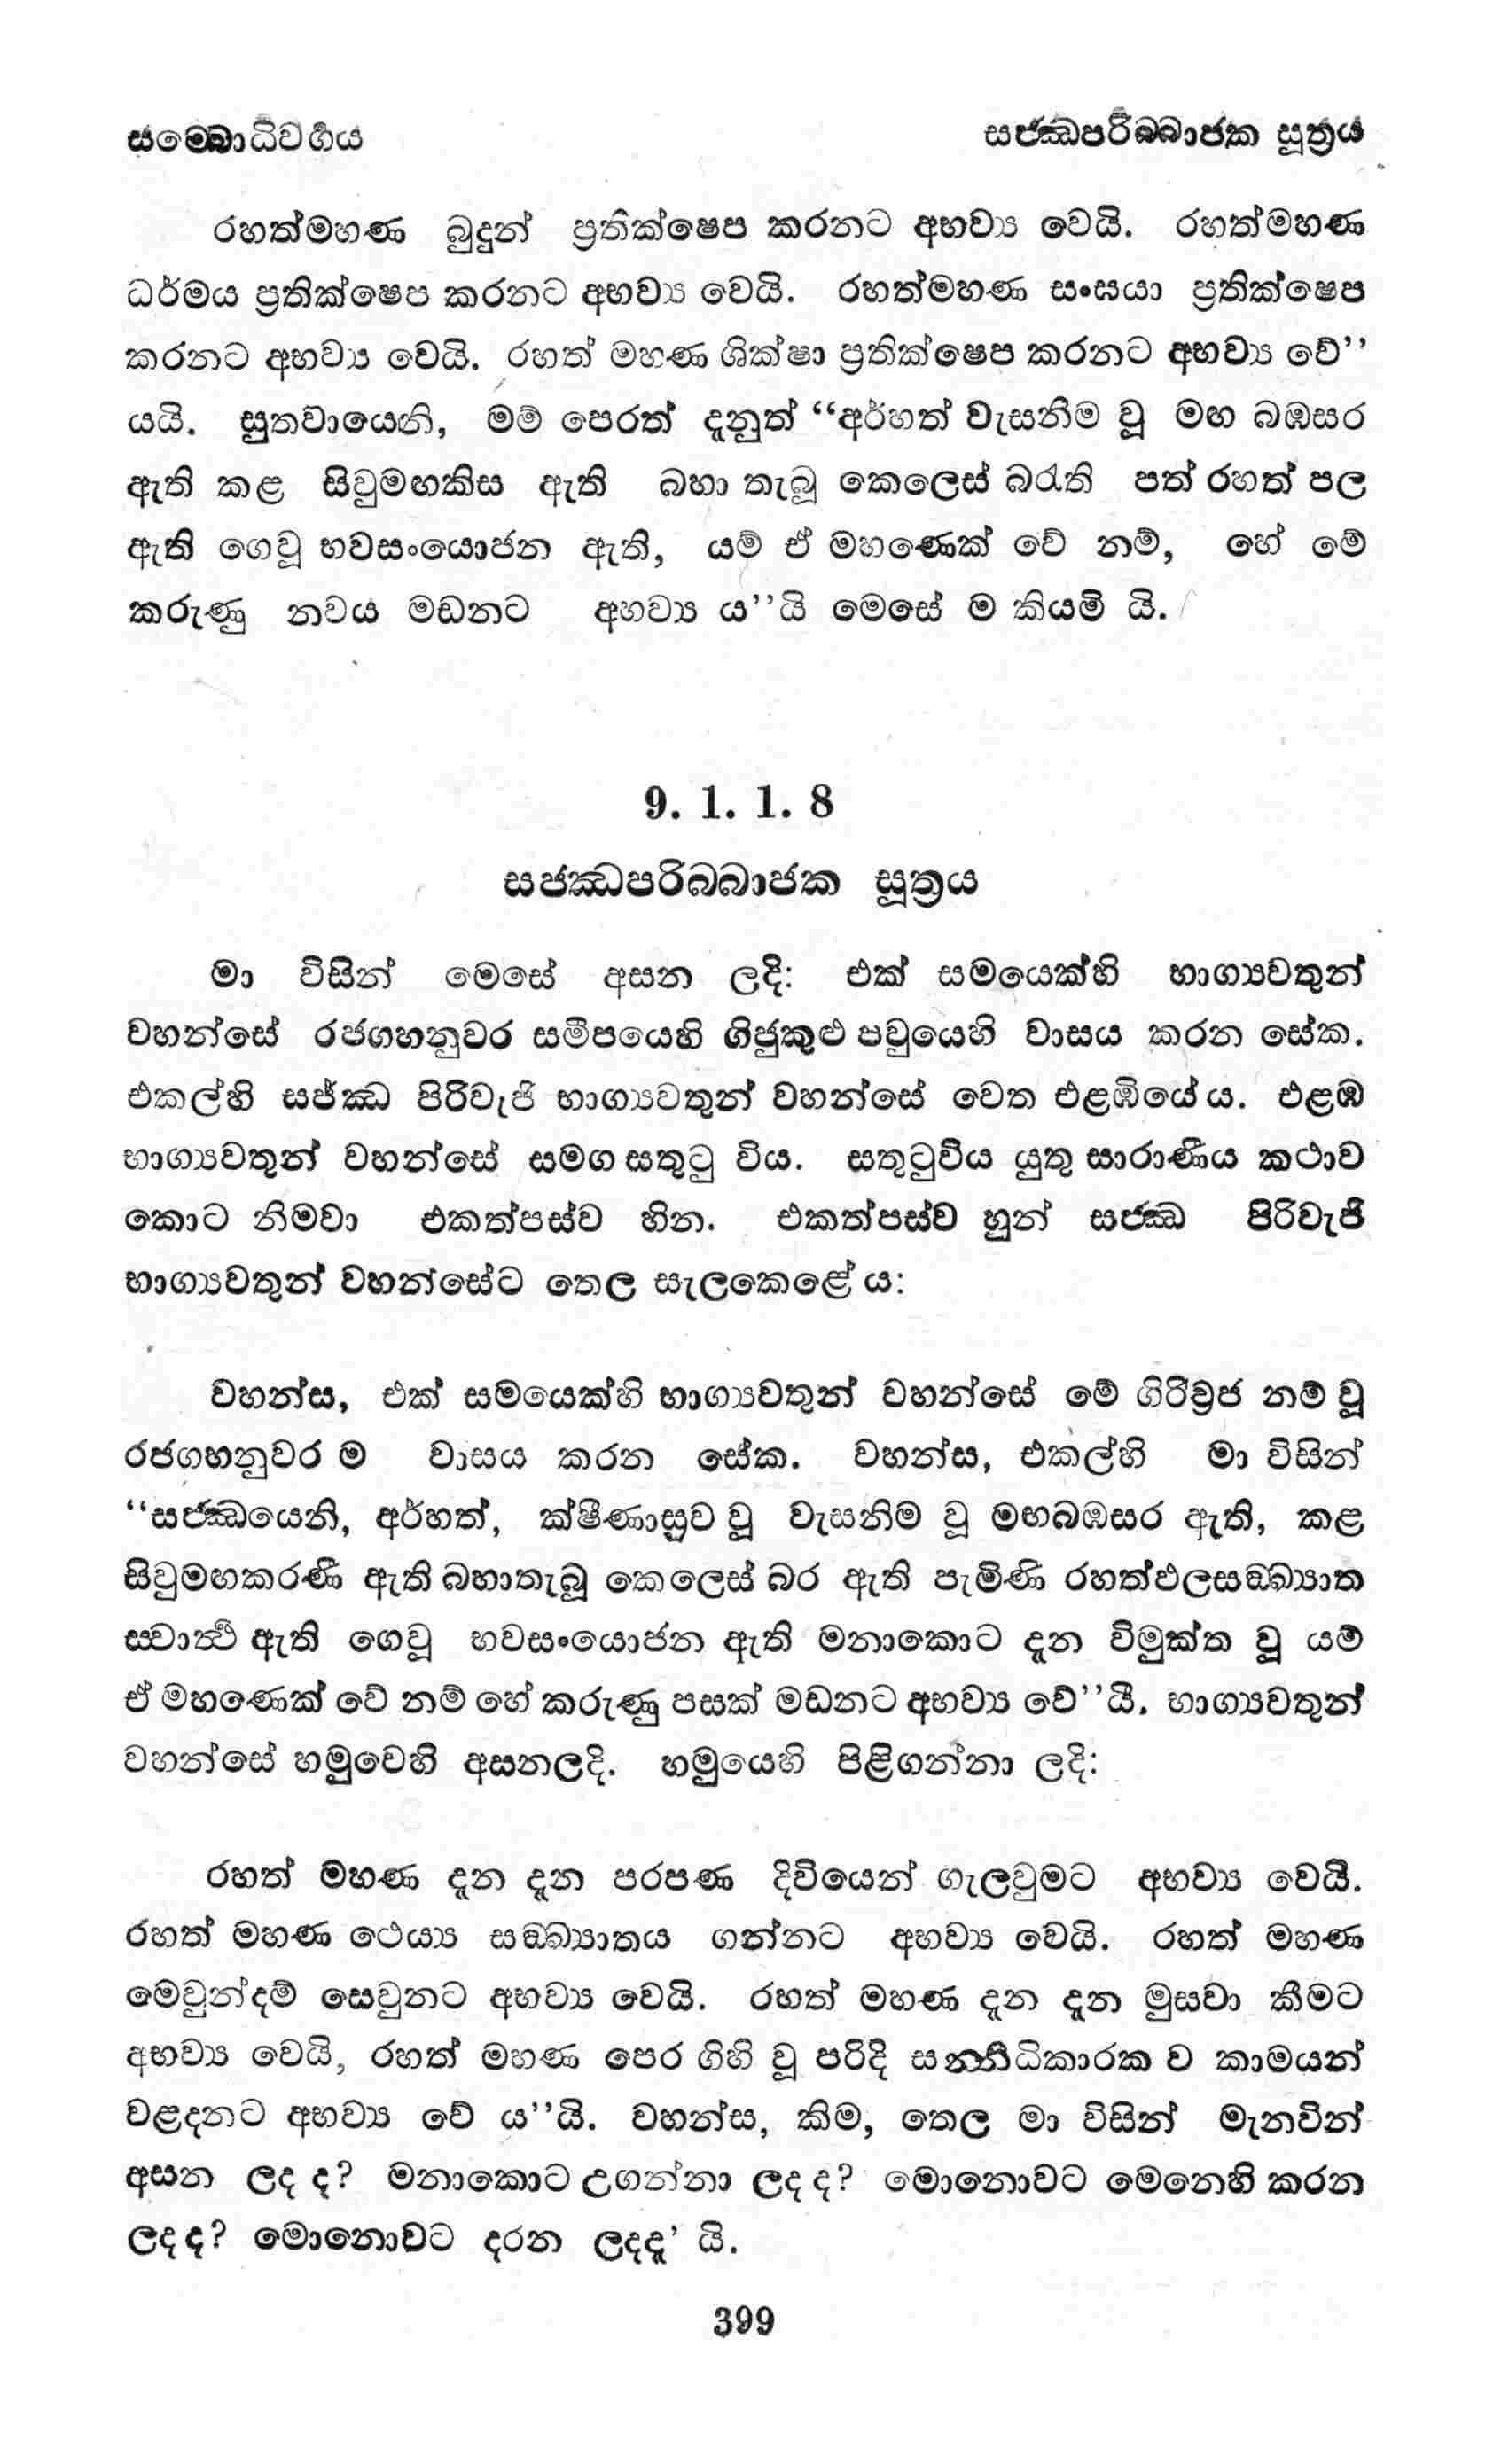 සම්බොධිවර්‍ගය
සජ්ඣපරිබ්බාජක සූත්‍රය
රහත්මහණ බුදුන් ප්‍රතික්ෂෙප කරනට අභව්‍ය වෙයි. රහත්මහණ
ධර්මය ප්‍රතික්ෂෙප කරනට අභව්‍ය වෙයි. රහත්මහණ සංඝයා ප්‍රතික්ෂෙප
කරනට අභව්‍ය වෙයි. රහත් මහණ ශික්ෂා ප්‍රතික්ෂෙප කරනට අභව්‍ය වේ’’
යයි. සුතවායෙනි, මම් පෙරත් දැනුත් ‘‘අර්හත් වැසනිම වූ මඟ බඹසර
ඇති කළ සිවුමඟකිස ඇති බහා තැබූ කෙලෙස් බරැති පත් රහත් පල
ඇති ගෙවූ භවසංයොජන ඇති, යම් ඒ මහණෙක් වේ නම්, හේ මේ
කරුණු නවය මඩනට අභව්‍ය ය’’යි මෙසේ ම කියමි යි.
9. 1. 1. 8
සජ්ඣපරිබ්බාජක සූත්‍රය
මා විසින් මෙසේ අසන ලදි: එක් සමයෙක්හි භාග්‍යවතුන්
වහන්සේ රජගහනුවර සමීපයෙහි ගිජුකුළු පවුයෙහි වාසය කරන සේක.
එකල්හි සජ්ඣ පිරිවැජි භාග්‍යවතුන් වහන්සේ වෙත එළඹියේ ය. එළඹ
භාග්‍යවතුන් වහන්සේ සමග සතුටු විය. සතුටුවිය යුතු සාරාණීය කථාව
කොට නිමවා එකත්පස්ව හින. එකත්පස්ව හුන් සජ්ඣ පිරිවැජි
භාග්‍යවතුන් වහන්සේට තෙල සැලකෙළේ ය:
වහන්ස, එක් සමයෙක්හි භාග්‍යවතුන් වහන්සේ මේ ගිරිව්‍රජ නම් වූ
රජගහනුවර ම වාසය කරන සේක. වහන්ස, එකල්හි මා විසින්
‘‘සජ්ඣයෙනි, අර්හත්, ක්ෂීණාස්‍රව වූ වැසනිම වූ මඟබඹසර ඇති, කළ
සිවුමඟකරණී ඇති බහාතැබූ කෙලෙස් බර ඇති පැමිණි රහත්ඵලසඞ්ඛ්‍යාත
ස්වාර්‍ථ ඇති ගෙවූ භවසංයොජන ඇති මනාකොට දැන විමුක්ත වූ යම්
ඒ මහණෙක් වේ නම් හේ කරුණු පසක් මඩනට අභව්‍ය වේ’’යී. භාග්‍යවතුන්
වහන්සේ හමුවෙහි අසනලදි. හමුයෙහි පිළිගන්නා ලදි:
රහත් මහණ දැන දැන පරපණ දිවියෙන් ගැලවුමට අභව්‍ය වෙයි.
රහත් මහණ ථෙය්‍ය සඞ්ඛ්‍යාතය ගන්නට අභව්‍ය වෙයි. රහත් මහණ
මෙවුන්දම් සෙවුනට අභව්‍ය වෙයි. රහත් මහණ දැන දැන මුසවා කීමට
අභව්‍ය වෙයි, රහත් මහණ පෙර ගිහි වූ පරිදි සන්නිධිකාරක ව කාමයන්
වළදනට අභව්‍ය වේ ය’’යි. වහන්ස, කිම, තෙල මා විසින් මැනවින්
අසන ලද ද? මනාකොට උගන්නා ලද ද? මොනොවට මෙනෙහි කරන
ලදද? මොනොවට දරන ලදදැ’ යි.
399